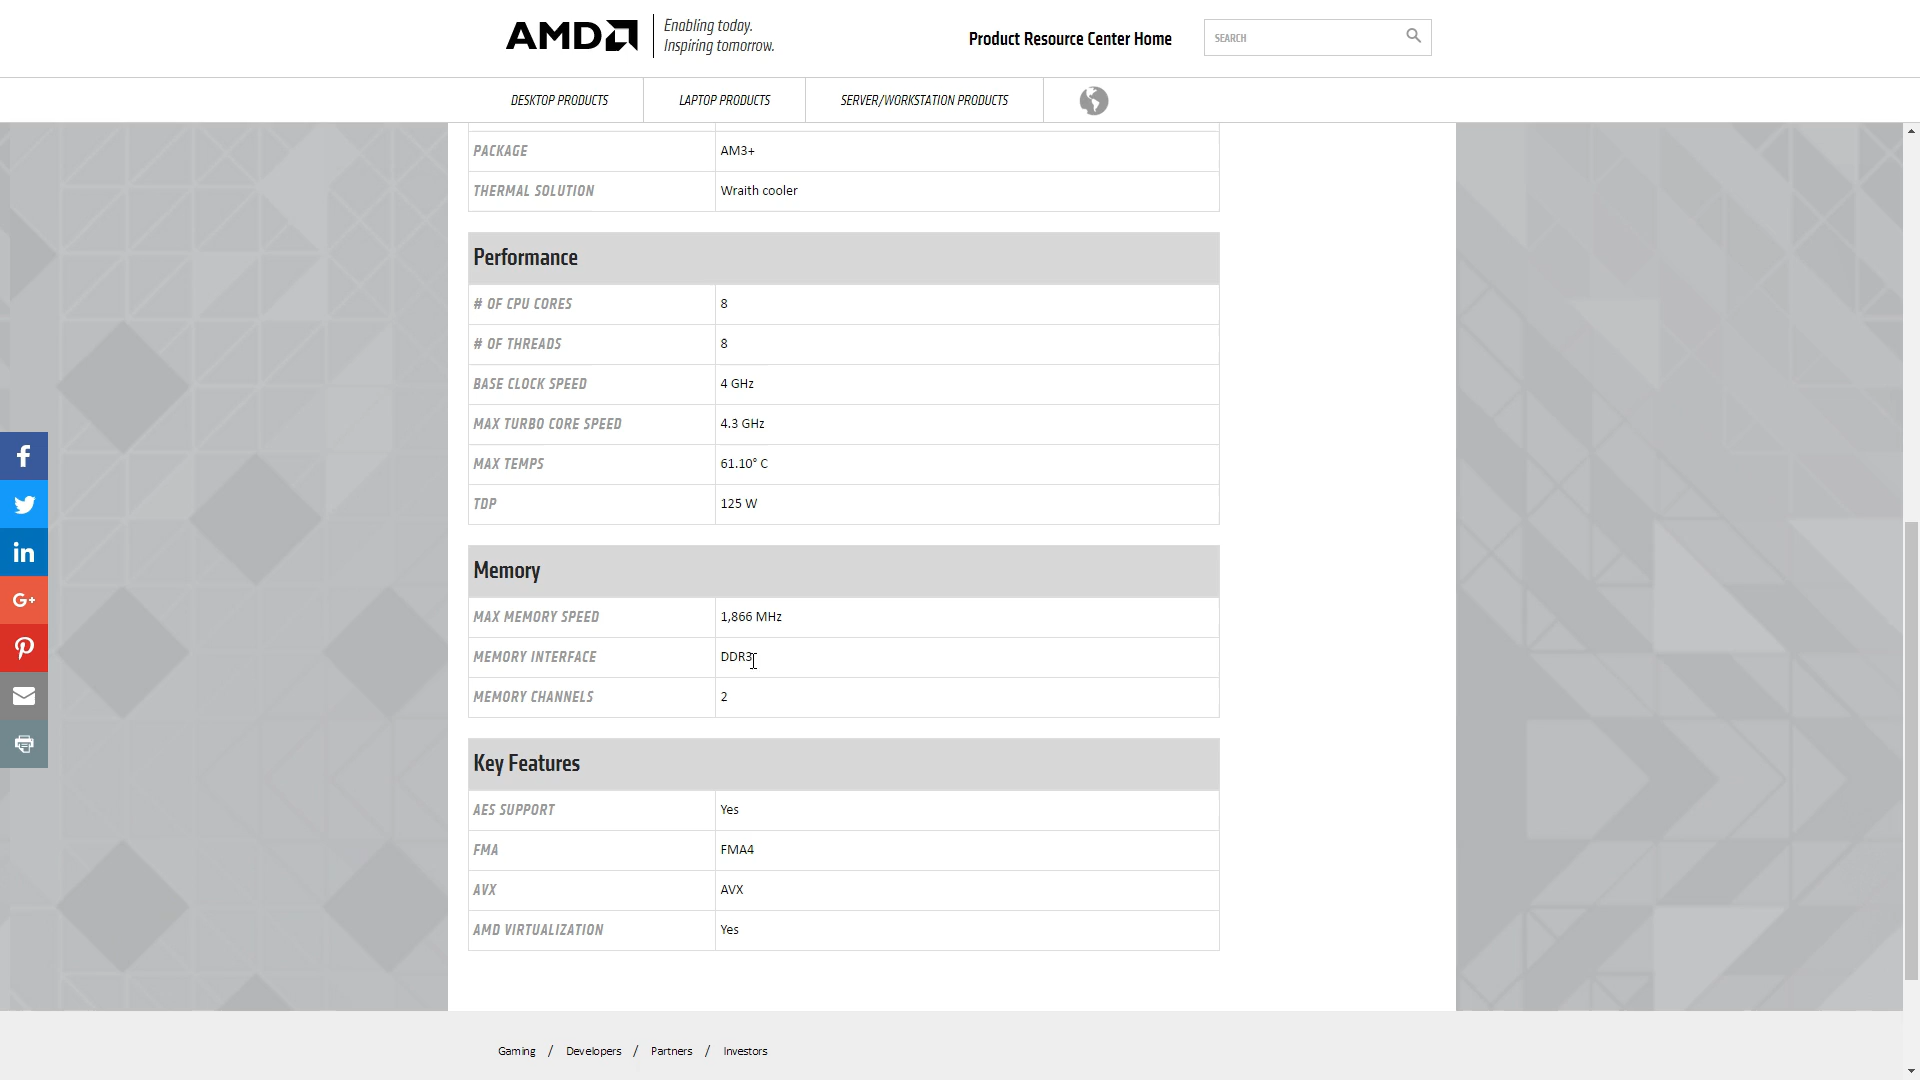 AMD
Enabling today.
Inspiring tomorrow.
Product Resource Center Home
SEARCH
DESKTOP PRODUCTS
LAPTOP PRODUCTS
SERVER/WORKSTATION PRODUCTS
PACKAGE AM3+
THERMAL SOLUTION Wraith cooler
Performance
# OF CPU CORES 8
# OF THREADS 8
BASE CLOCK SPEED 4 GHz
MAX TURBO CORE SPEED 4.3 GHz
MAX TEMPS 61.10° C
TDP 125 W
Memory
MAX MEMORY SPEED 1,866 MHz
MEMORY INTERFACE DDR3
MEMORY CHANNELS 2
Key Features
AES SUPPORT Yes
FMA FMA4
AVX AVX
AMD VIRTUALIZATION Yes
f
in
G+
Gaming / Developers / Partners / Investors